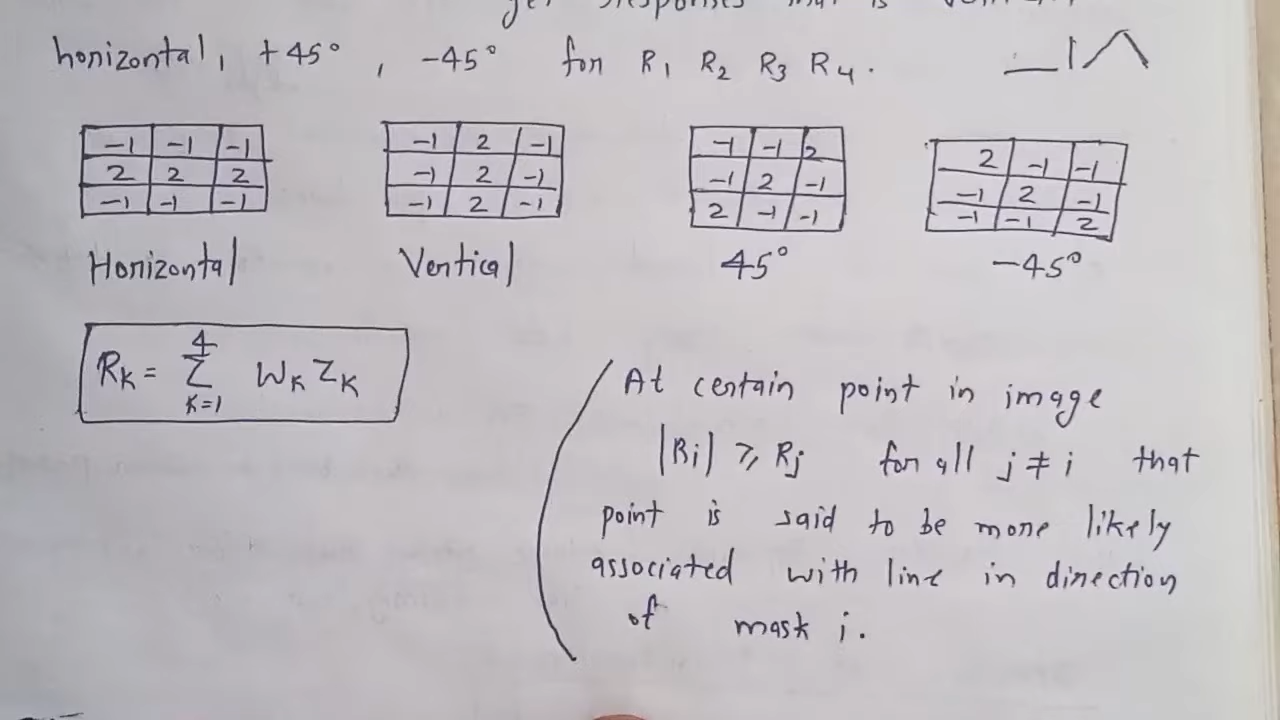 get responses that is
horizontal, +45°, -45° for R1 R2 R3 R4.
-1 -1 -1
2 2 2
-1 -1 -1
Horizontal
-1 2 -1
-1 2 -1
-1 2 -1
Vertical
-1 -1 2
-1 2 -1
2 -1 -1
45°
2 -1 -1
-1 2 -1
-1 -1 2
-45°
RK = 4 Σ K=1 WK ZK
At certain point in image
|Ri| ⩾ Rj for all j ≠ i that
point is said to be more likely
associated with line in direction
of mask i.